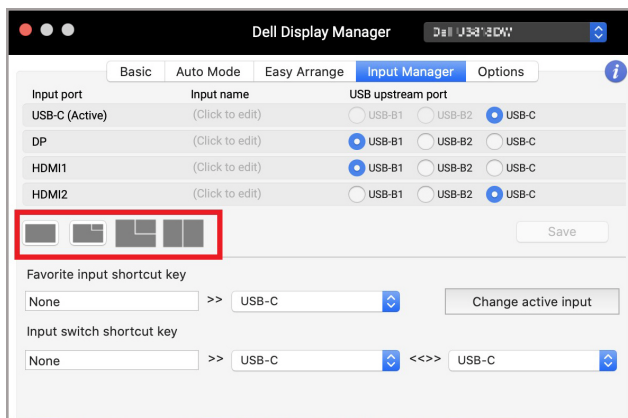 Dell Display Manager
Basic Auto Mode Easy Arrange Input Manager Options i
Input port Input name USB upstream port
USB-C (Active) (Click to edit) USB-B1 USB-B2 USB-C
DP (Click to edit) USB-B1 USB-B2 USB-C
HDMI1 (Click to edit) USB-B1 USB-B2 USB-C
HDMI2 (Click to edit) USB-B1 USB-B2 USB-C
Save
Favorite input shortcut key
None >> USB-C Change active input
Input switch shortcut key
None >> USB-C <<>> USB-C